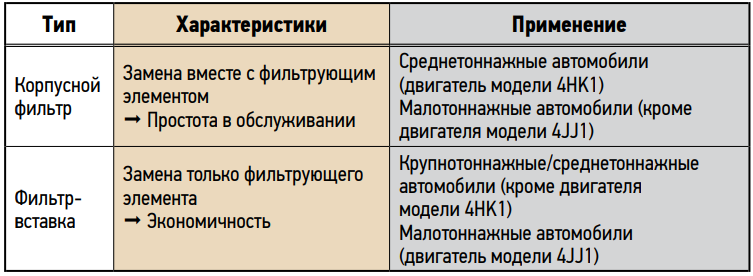 Тип
Характеристики
Применение
Корпусной
фильтр
Замена вместе с фильтрующим
элементом
➞ Простота в обслуживании
Среднетоннажные автомобили
(двигатель модели 4HK1)
Малотоннажные автомобили (кроме
двигателя модели 4JJ1)
Фильтр-
вставка
Замена только фильтрующего
элемента
➞ Экономичность
Крупнотоннажные/среднетоннажные
автомобили (кроме двигателя
модели 4HK1)
Малотоннажные автомобили
(двигатель модели 4JJ1)